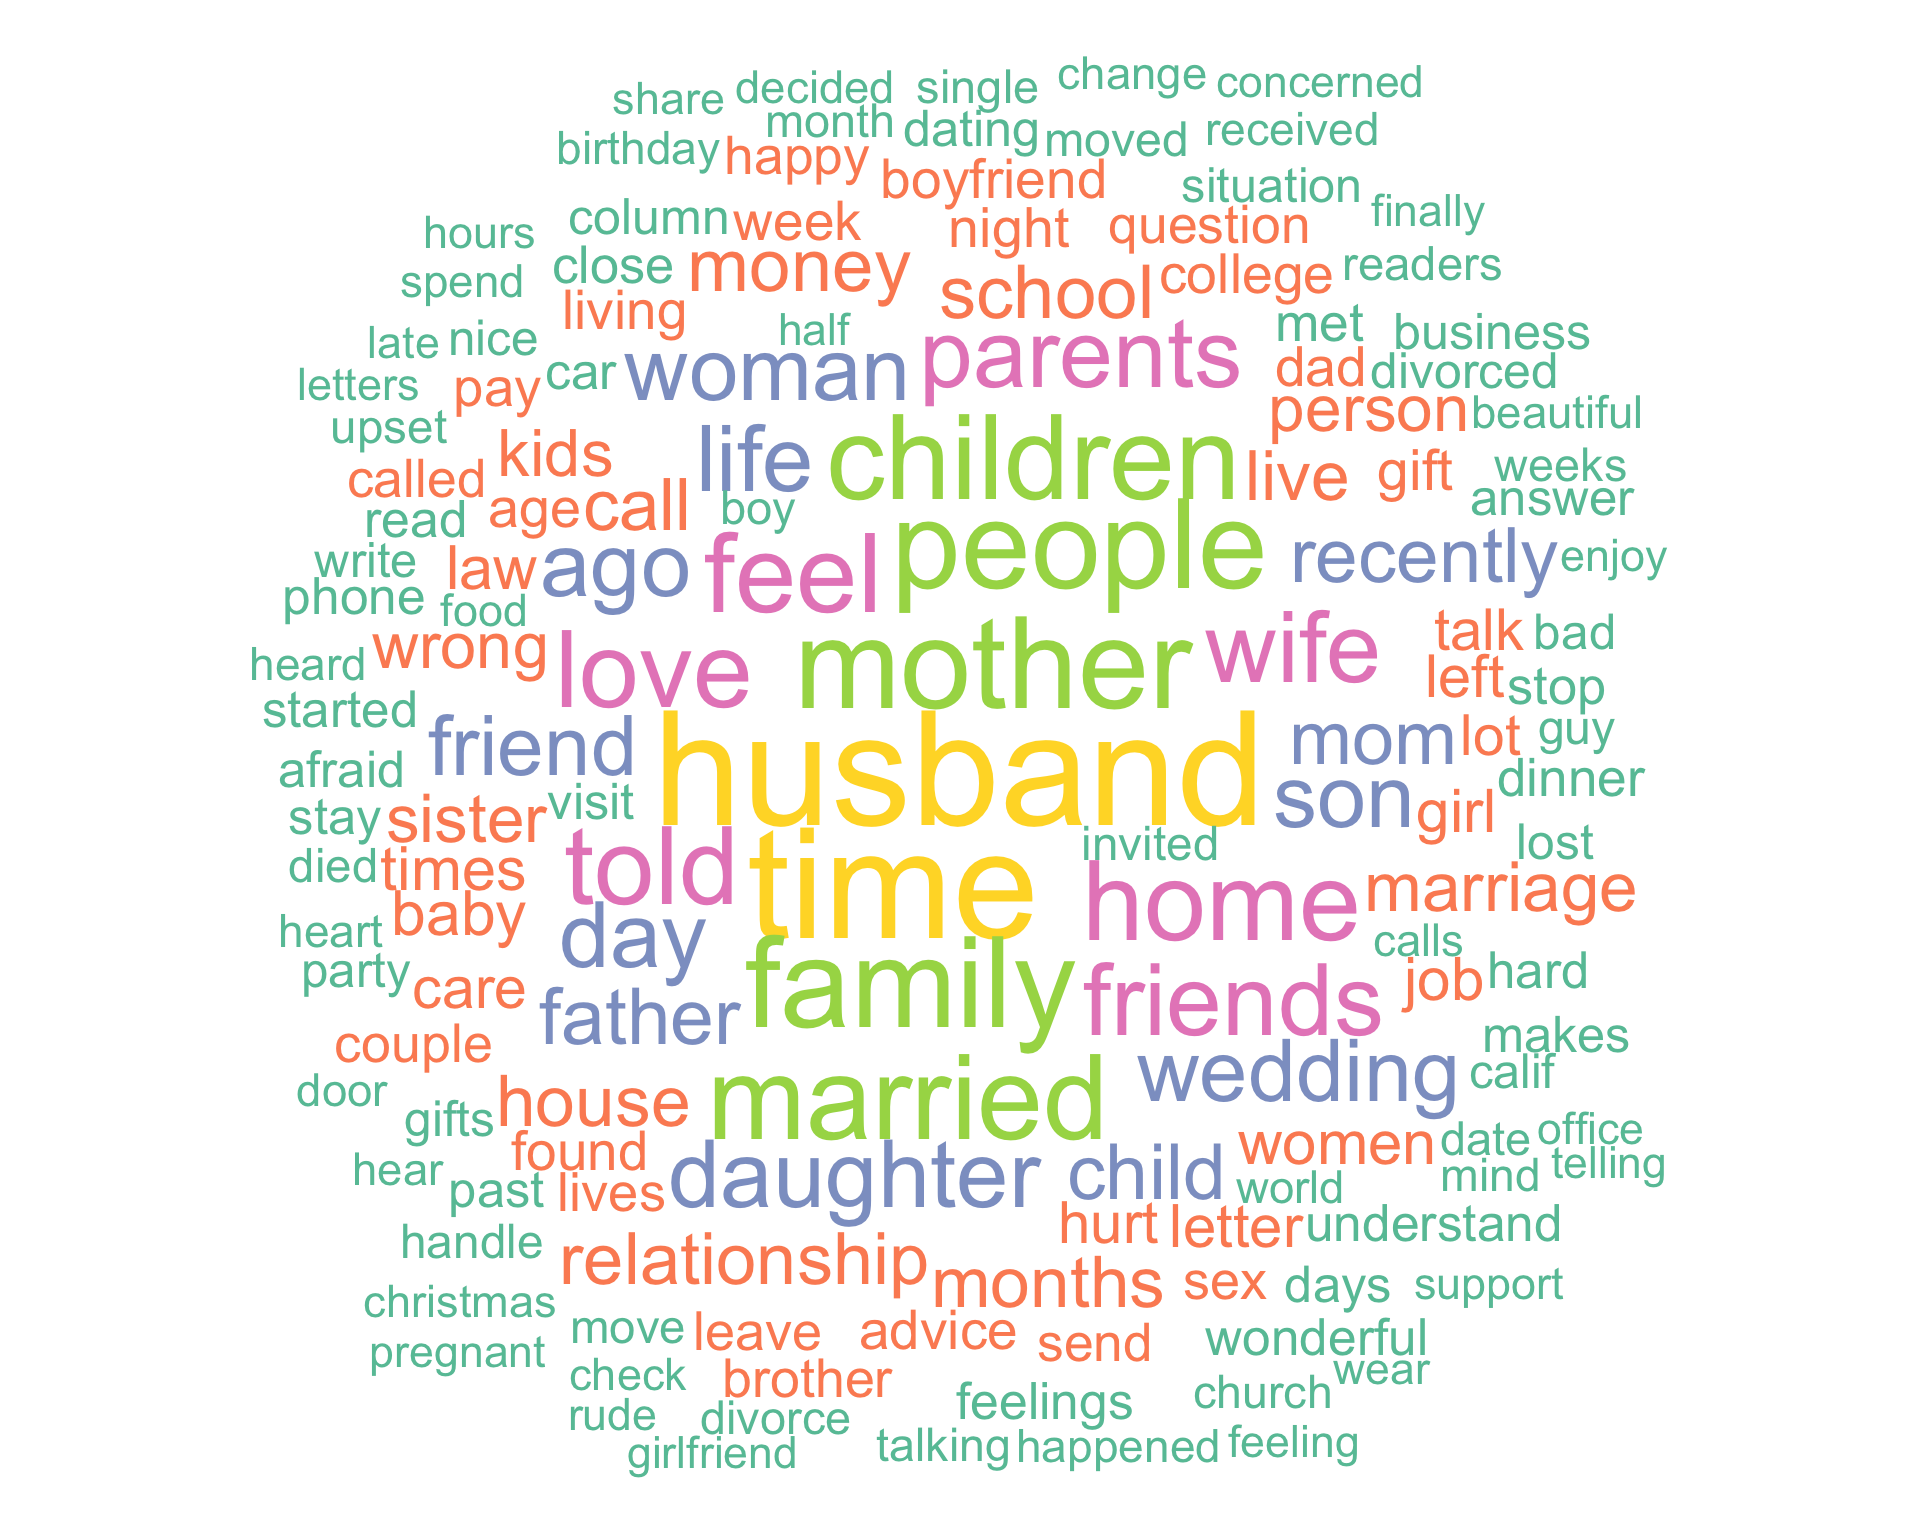 share decided single change concerned
birthday month dating moved received
happy boyfriend situation finally
hours column week night question
spend close money school college readers
living half parents met business
late nice car woman dad divorced
letters pay person beautiful
upset kids life children live gift weeks
called age call boy answer
read ago feel people recently enjoy
write law
phone food
heard wrong love mother wife talk bad
started left stop
afraid friend husband mom lot guy
stay sister visit son girl dinner
died times told time invited lost
baby home marriage
heart day calls
party care family friends job hard
father
couple makes
door house married wedding calif
gifts
hear found daughter child women date office
past lives world mind telling
handle relationship hurt letter understand
christmas months sex days support
pregnant move leave advice send wonderful
check brother wear
rude divorce feelings church
girlfriend talking happened feeling